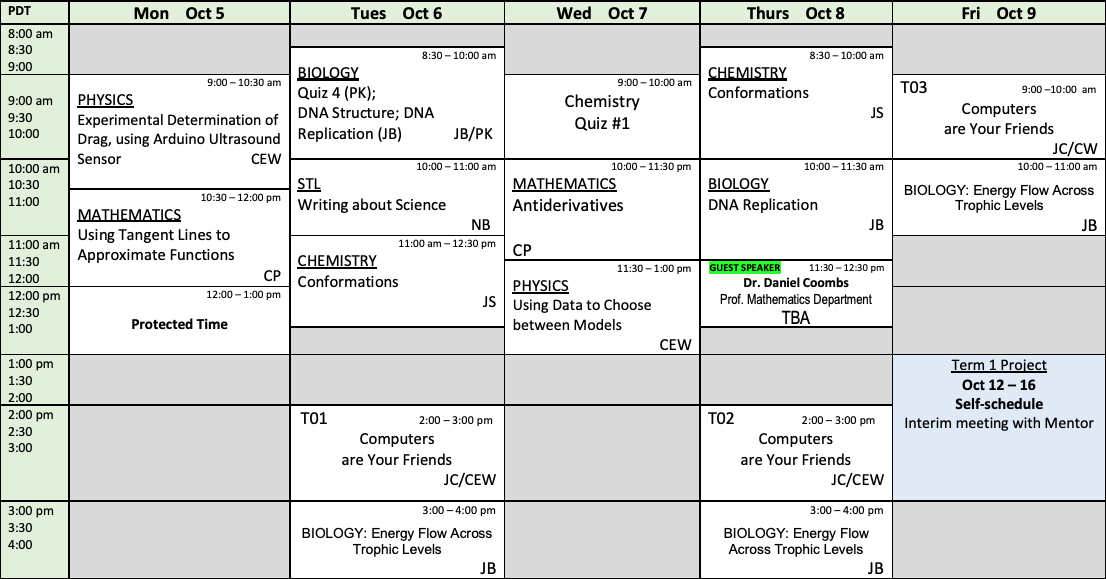 PDT
Mon Oct 5
Tues Oct 6
Wed Oct 7
Thurs Oct 8
Fri Oct 9
8:00 am
8:30
9:00
9:00 am
9:30
10:00
10:00 am
10:30
11:00
11:00 am
11:30
12:00
12:00 pm
12:30
1:00
1:00 pm
1:30
2:00
2:00 pm
2:30
3:00
3:00 pm
3:30
4:00
9:00 – 10:30 am
PHYSICS
Experimental Determination of
Drag, using Arduino Ultrasound
Sensor CEW
10:30 – 12:00 pm
MATHEMATICS
Using Tangent Lines to
Approximate Functions
CP
12:00 – 1:00 pm
Protected Time
8:30 – 10:00 am
BIOLOGY
Quiz 4 (PK);
DNA Structure; DNA
Replication (JB) JB/PK
10:00 – 11:00 am
STL
Writing about Science
NB
11:00 am – 12:30 pm
CHEMISTRY
Conformations
JS
T01 2:00 – 3:00 pm
Computers
are Your Friends
JC/CEW
3:00 – 4:00 pm
BIOLOGY: Energy Flow Across
Trophic Levels
JB
9:00 – 10:00 am
Chemistry
Quiz #1
10:00 – 11:30 pm
MATHEMATICS
Antiderivatives
CP
11:30 – 1:00 pm
PHYSICS
Using Data to Choose
between Models
CEW
8:30 – 10:00 am
CHEMISTRY
Conformations
JS
10:00 – 11:30 am
BIOLOGY
DNA Replication
JB
GUEST SPEAKER 11:30 – 12:30 pm
Dr. Daniel Coombs
Prof. Mathematics Department
TBA
T02 2:00 – 3:00 pm
Computers
are Your Friends
JC/CEW
3:00 – 4:00 pm
BIOLOGY: Energy Flow
Across Trophic Levels
JB
T03 9:00 –10:00 am
Computers
are Your Friends
JC/CW
10:00 – 11:00 am
BIOLOGY: Energy Flow Across
Trophic Levels
JB
Term 1 Project
Oct 12 – 16
Self-schedule
Interim meeting with Mentor